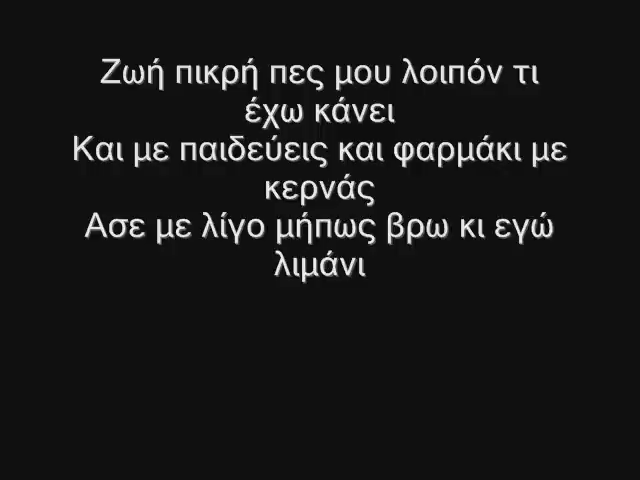 Ζωή πικρή πες μου λοιπόν τι
έχω κάνει
Και με παιδεύεις και φαρμάκι με
κερνάς
Ασε με λίγο μήπως βρω κι εγώ
λιμάνι